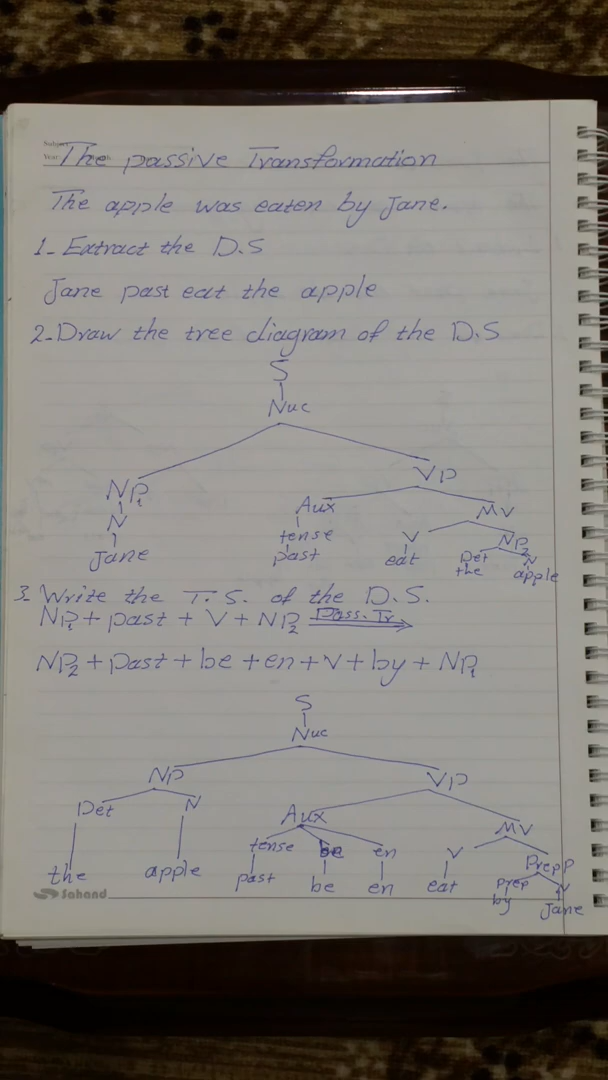 Subject
The passive Transformation
The apple was eaten by Jane.
1- Extract the D.S
Jane past eat the apple
2- Draw the tree diagram of the D.S
S
Nuc
NP1 VP
N Aux MV
Jane tense V NP2
past eat Det N
the apple
3- Write the T.S. of the D.S.
NP1 + past + V + NP2 Pass. Tr
NP2 + past + be + en + v + by + NP1
S
Nuc
NP VP
Det N Aux MV
tense be en V PrepP
the apple past be en eat prep N
by Jane
Sahand